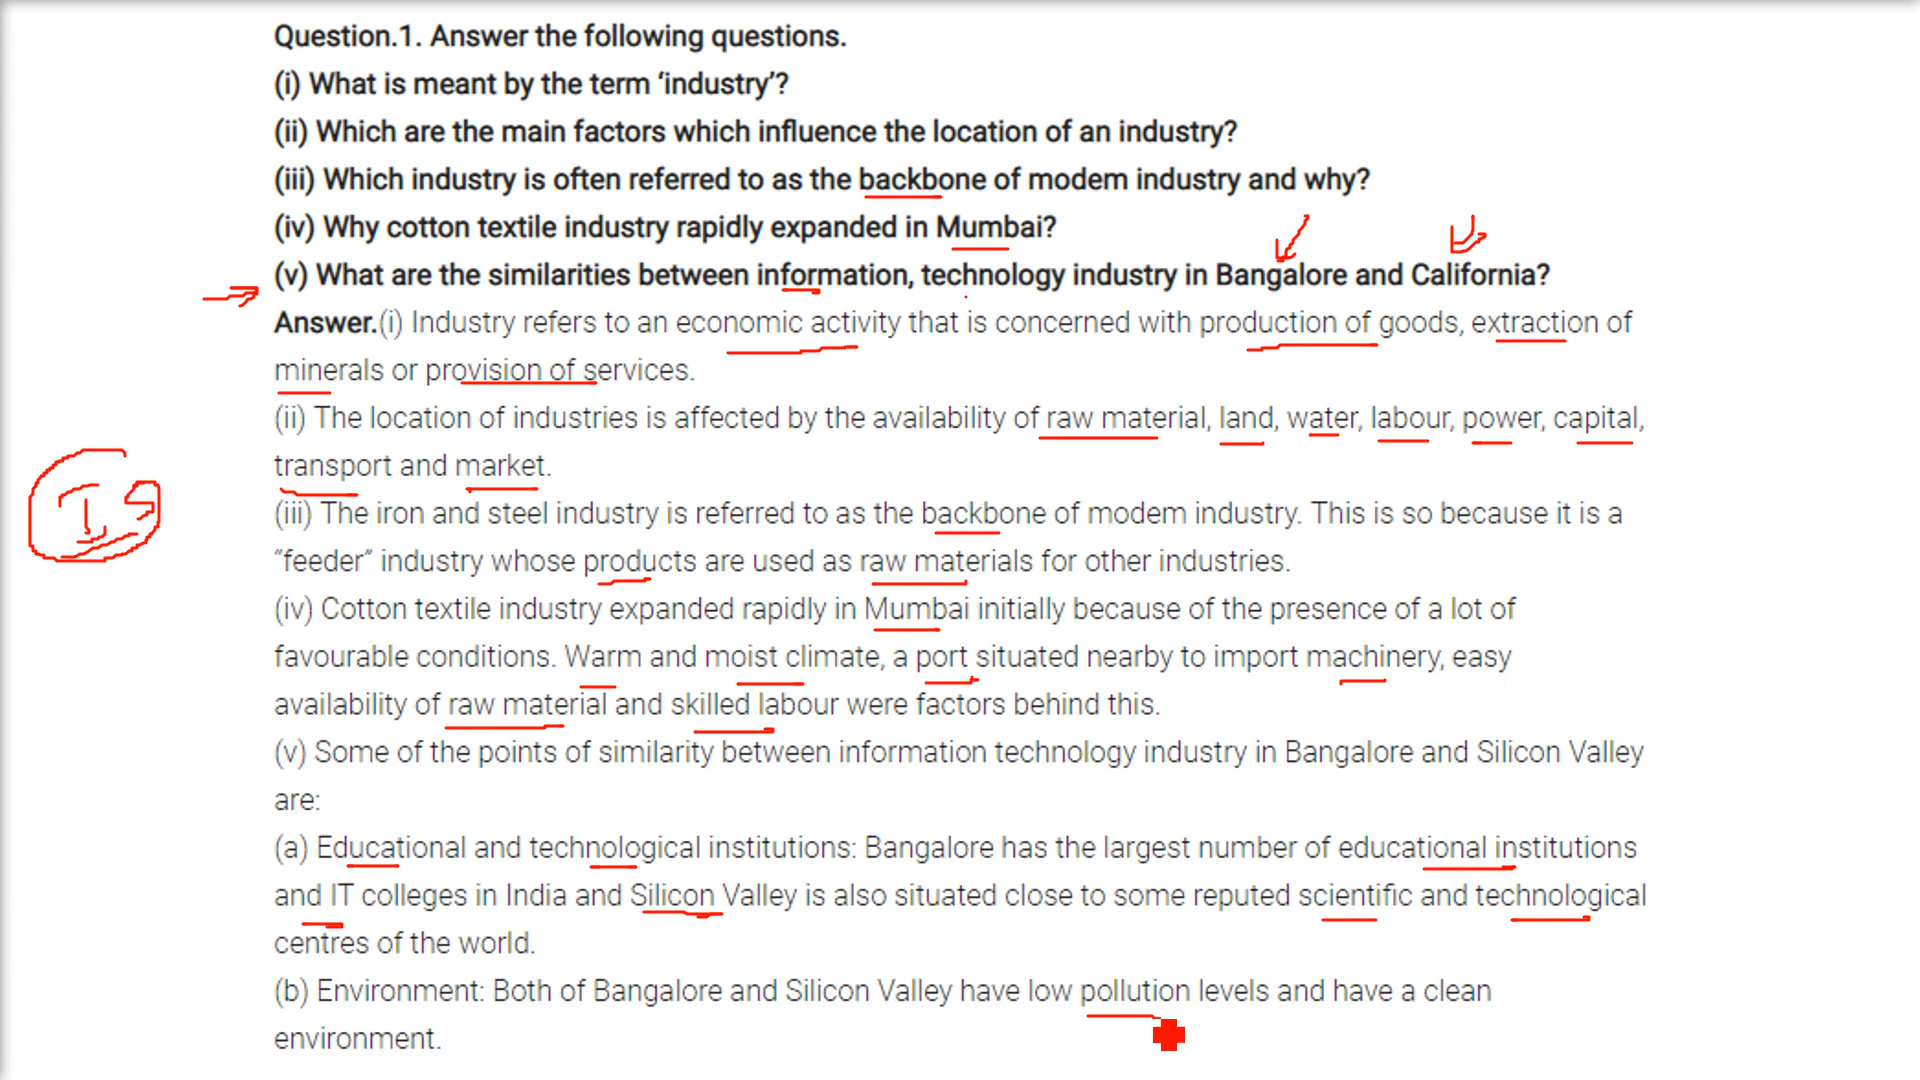 Question.1. Answer the following questions.
(i) What is meant by the term ‘industry’?
(ii) Which are the main factors which influence the location of an industry?
(iii) Which industry is often referred to as the backbone of modem industry and why?
(iv) Why cotton textile industry rapidly expanded in Mumbai?
(v) What are the similarities between information, technology industry in Bangalore and California?
Answer.(i) Industry refers to an economic activity that is concerned with production of goods, extraction of
minerals or provision of services.
(ii) The location of industries is affected by the availability of raw material, land, water, labour, power, capital,
transport and market.
IS
(iii) The iron and steel industry is referred to as the backbone of modem industry. This is so because it is a
“feeder” industry whose products are used as raw materials for other industries.
(iv) Cotton textile industry expanded rapidly in Mumbai initially because of the presence of a lot of
favourable conditions. Warm and moist climate, a port situated nearby to import machinery, easy
availability of raw material and skilled labour were factors behind this.
(v) Some of the points of similarity between information technology industry in Bangalore and Silicon Valley
are:
(a) Educational and technological institutions: Bangalore has the largest number of educational institutions
and IT colleges in India and Silicon Valley is also situated close to some reputed scientific and technological
centres of the world.
(b) Environment: Both of Bangalore and Silicon Valley have low pollution levels and have a clean
environment.